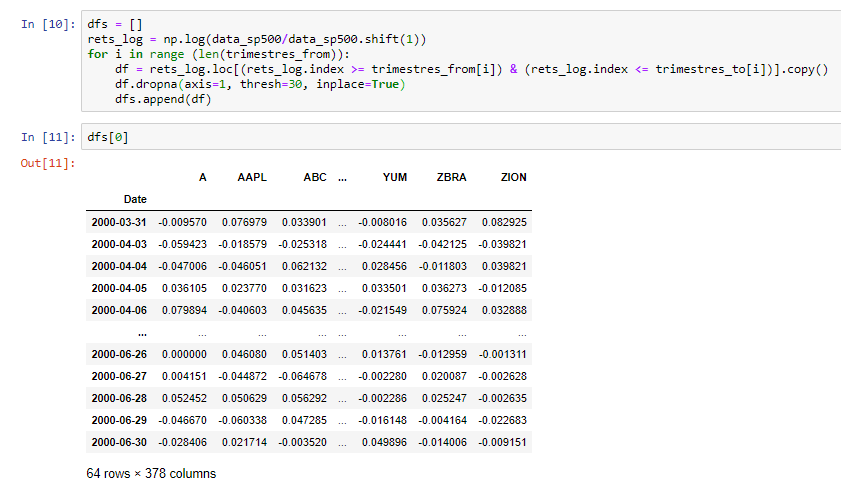 In [10]: dfs = []
rets_log = np.log(data_sp500/data_sp500.shift(1))
for i in range (len(trimestres_from)):
    df = rets_log.loc[(rets_log.index >= trimestres_from[i]) & (rets_log.index <= trimestres_to[i])].copy()
    df.dropna(axis=1, thresh=30, inplace=True)
    dfs.append(df)
In [11]: dfs[0]
Out[11]:
A AAPL ABC ... YUM ZBRA ZION
Date
2000-03-31 -0.009570 0.076979 0.033901 ... -0.008016 0.035627 0.082925
2000-04-03 -0.059423 -0.018579 -0.025318 ... -0.024441 -0.042125 -0.039821
2000-04-04 -0.047006 -0.046051 0.062132 ... 0.028456 -0.011803 0.039821
2000-04-05 0.036105 0.023770 0.031623 ... 0.033501 0.036273 -0.012085
2000-04-06 0.079894 -0.040603 0.045635 ... -0.021549 0.075924 0.032888
... ... ... ... ... ... ... ...
2000-06-26 0.000000 0.046080 0.051403 ... 0.013761 -0.012959 -0.001311
2000-06-27 0.004151 -0.044872 -0.064678 ... -0.002280 0.020087 -0.002628
2000-06-28 0.052452 0.050629 0.056292 ... -0.002286 0.025247 -0.002635
2000-06-29 -0.046670 -0.060338 0.047285 ... -0.016148 -0.004164 -0.022683
2000-06-30 -0.028406 0.021714 -0.003520 ... 0.049896 -0.014006 -0.009151
64 rows × 378 columns